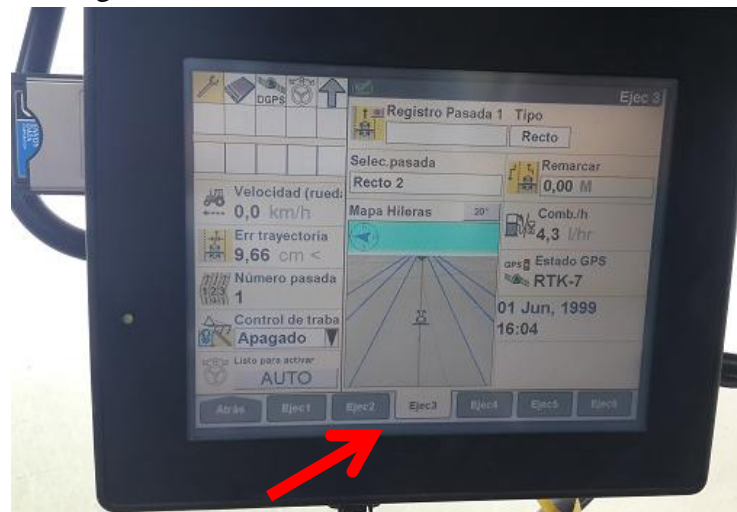 DGPS
Ejec 3
Registro Pasada 1
Tipo
Recto
Selec.pasada
Recto 2
Remarcar
0,00 M
Velocidad (rueda
0,0 km/h
Mapa Hileras
20°
Comb./h
4,3 l/hr
Err trayectoria
9,66 cm <
GPS
Estado GPS
RTK-7
Número pasada
1
123
01 Jun, 1999
16:04
Control de traba
Apagado
Listo para activar
AUTO
Atrás
Ejec1
Ejec2
Ejec3
Ejec4
Ejec5
Ejec6